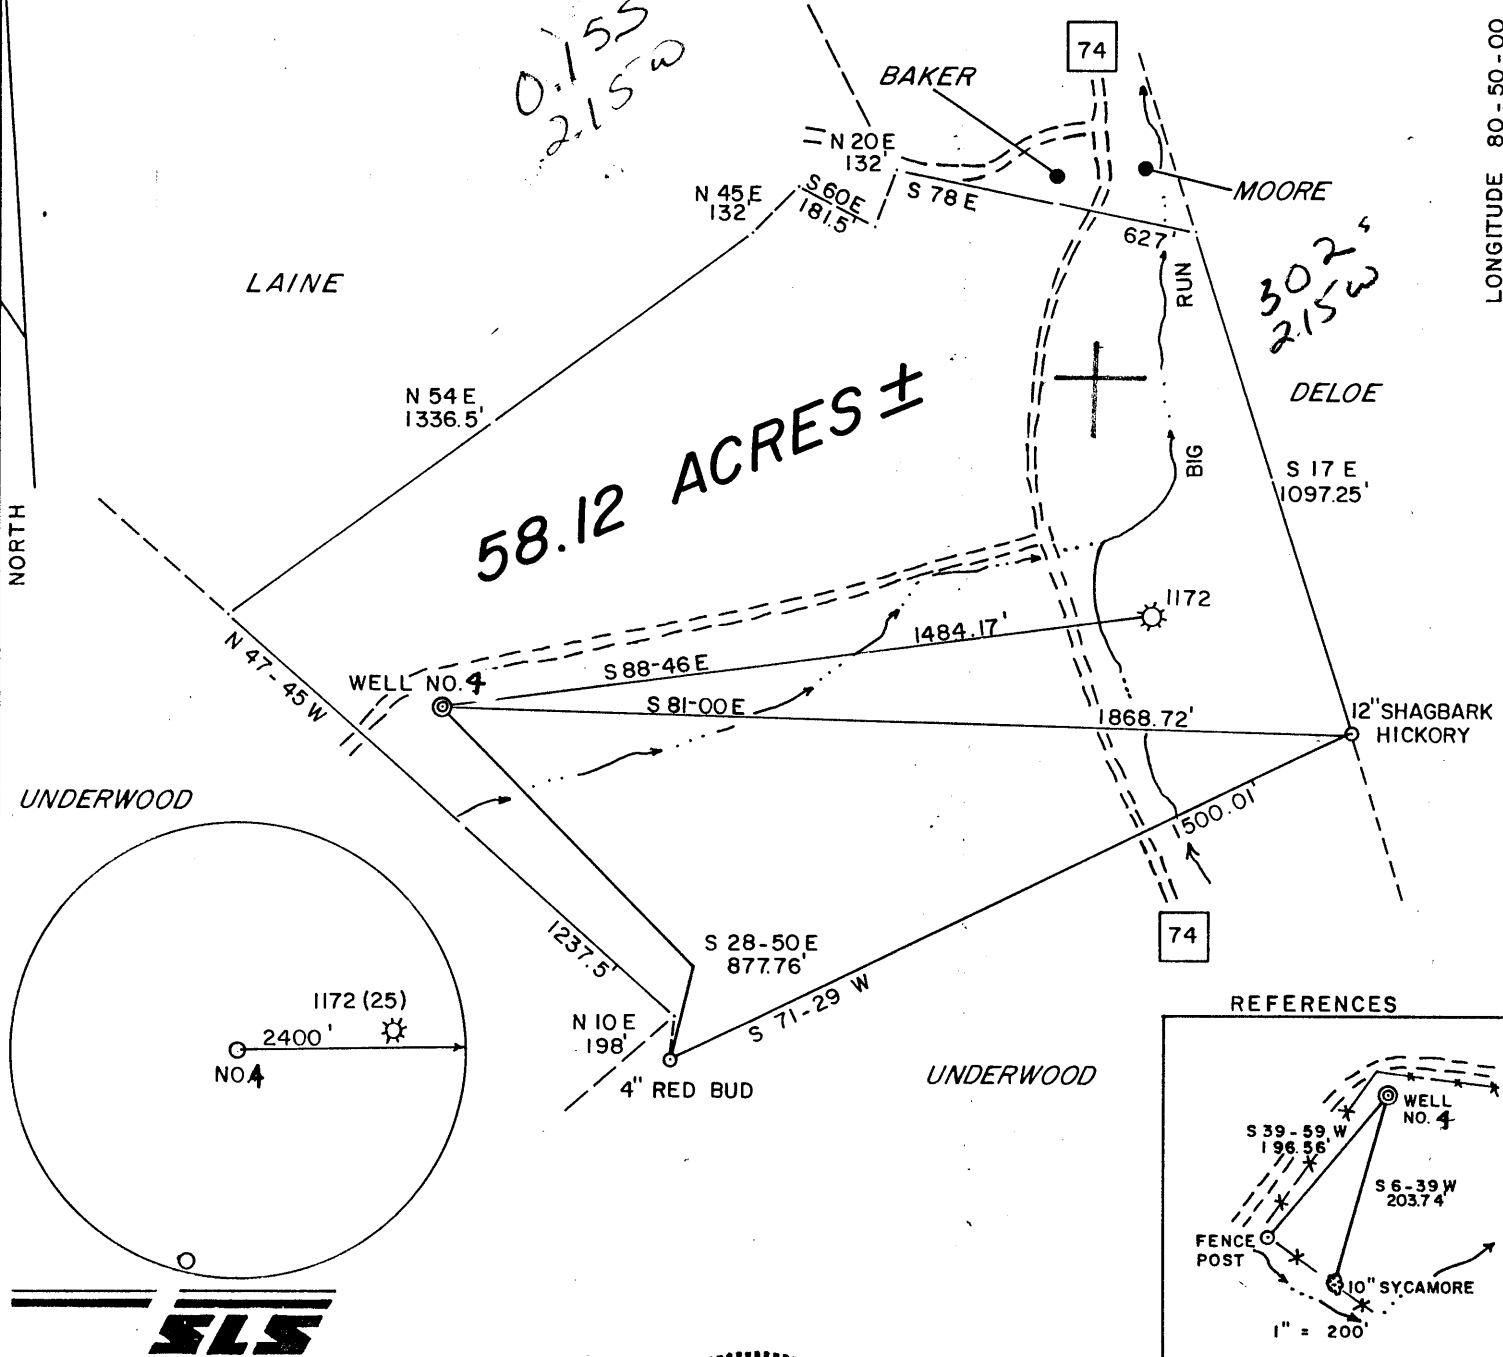 0.15S
2.15 W
74
BAKER
LONGITUDE 80-50-00
N 20 E
132'
N 45 E
132'
S 60 E
181.5'
S 78 E
627'
MOORE
LAINE
RUN
302"
2.15 W
DELOE
N 54 E
1336.5'
58.12 ACRES ±
BIG
S 17 E
1097.25'
NORTH
1172
1484.17'
S 88-46 E
N 47-45 W
WELL NO. 4
S 81-00 E
1868.72'
12" SHAGBARK
HICKORY
UNDERWOOD
500.01'
1237.5'
S 28-50 E
877.76'
74
1172 (25)
2400'
NO.4
N 10 E
198'
S 71-29 W
4" RED BUD
UNDERWOOD
REFERENCES
WELL
NO. 4
S 39-59 W
196.56'
S 6-39 W
203.74'
FENCE
POST
10" SYCAMORE
1" = 200'
SLS